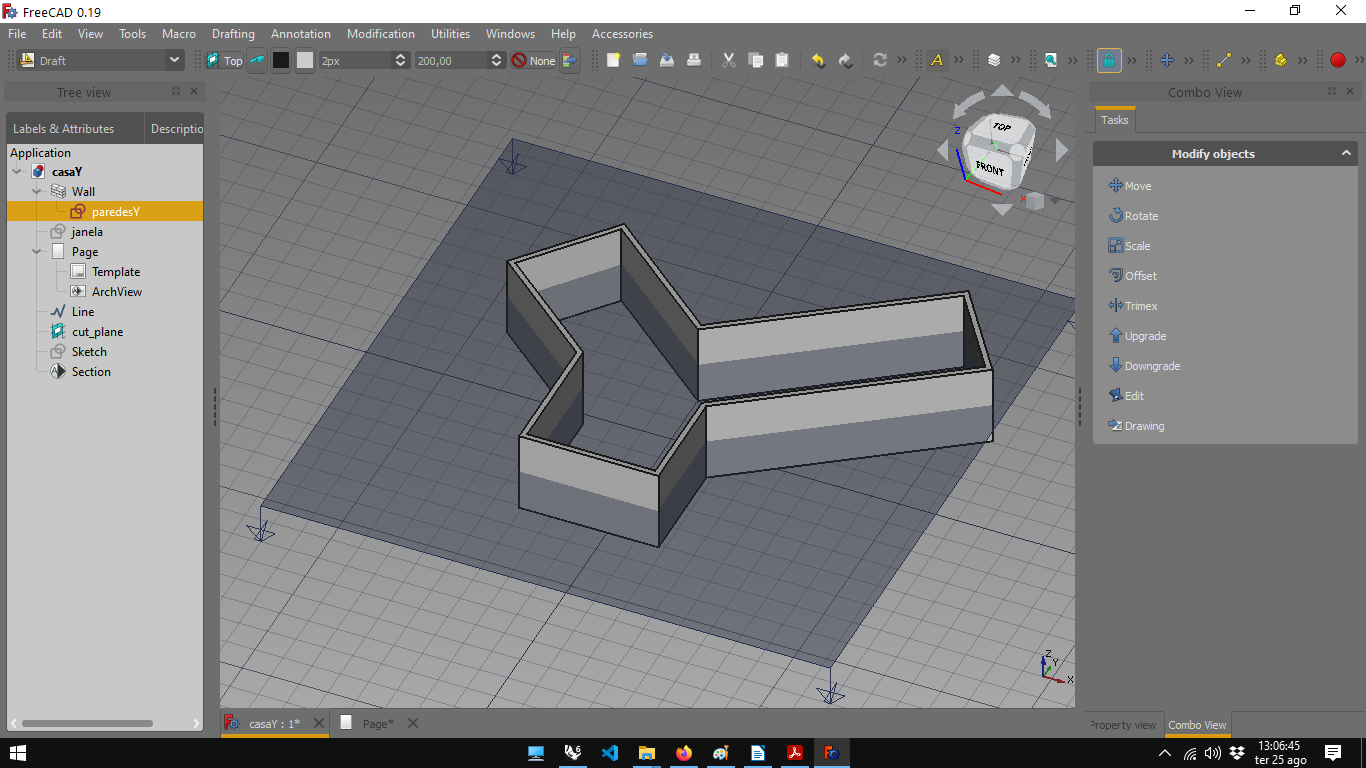 FreeCAD 0.19
File Edit View Tools Macro Drafting Annotation Modification Utilities Windows Help Accessories
Draft Top 2px 200,00 None A
Tree view
Labels & Attributes Descriptio
Application
casaY
Wall
paredesY
janela
Page
Template
ArchView
Line
cut_plane
Sketch
Section
TOP
FRONT
Z
X
Z
Y
X
Combo View
Tasks
Modify objects
Move
Rotate
Scale
Offset
Trimex
Upgrade
Downgrade
Edit
Drawing
casaY : 1* Page*
Property view Combo View
13:06:45
ter 25 ago